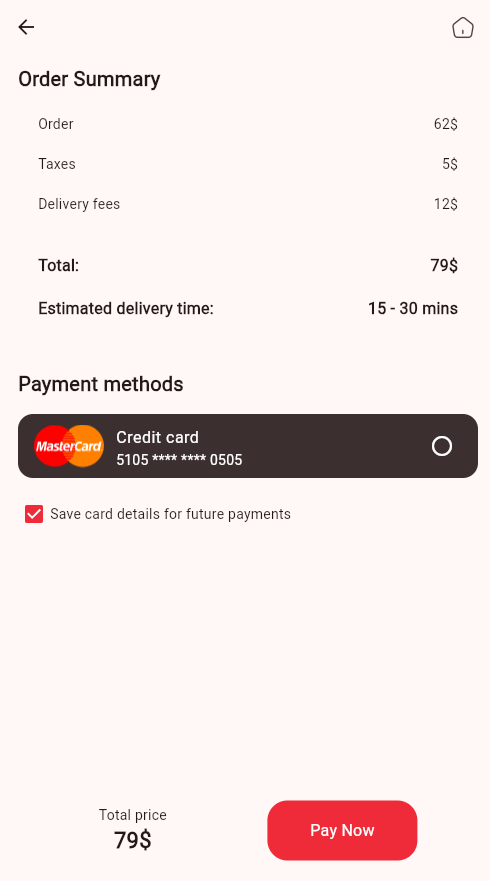 Order Summary
Order 62$
Taxes 5$
Delivery fees 12$
Total: 79$
Estimated delivery time: 15 - 30 mins
Payment methods
MasterCard
Credit card
5105 **** **** 0505
Save card details for future payments
Total price
79$
Pay Now